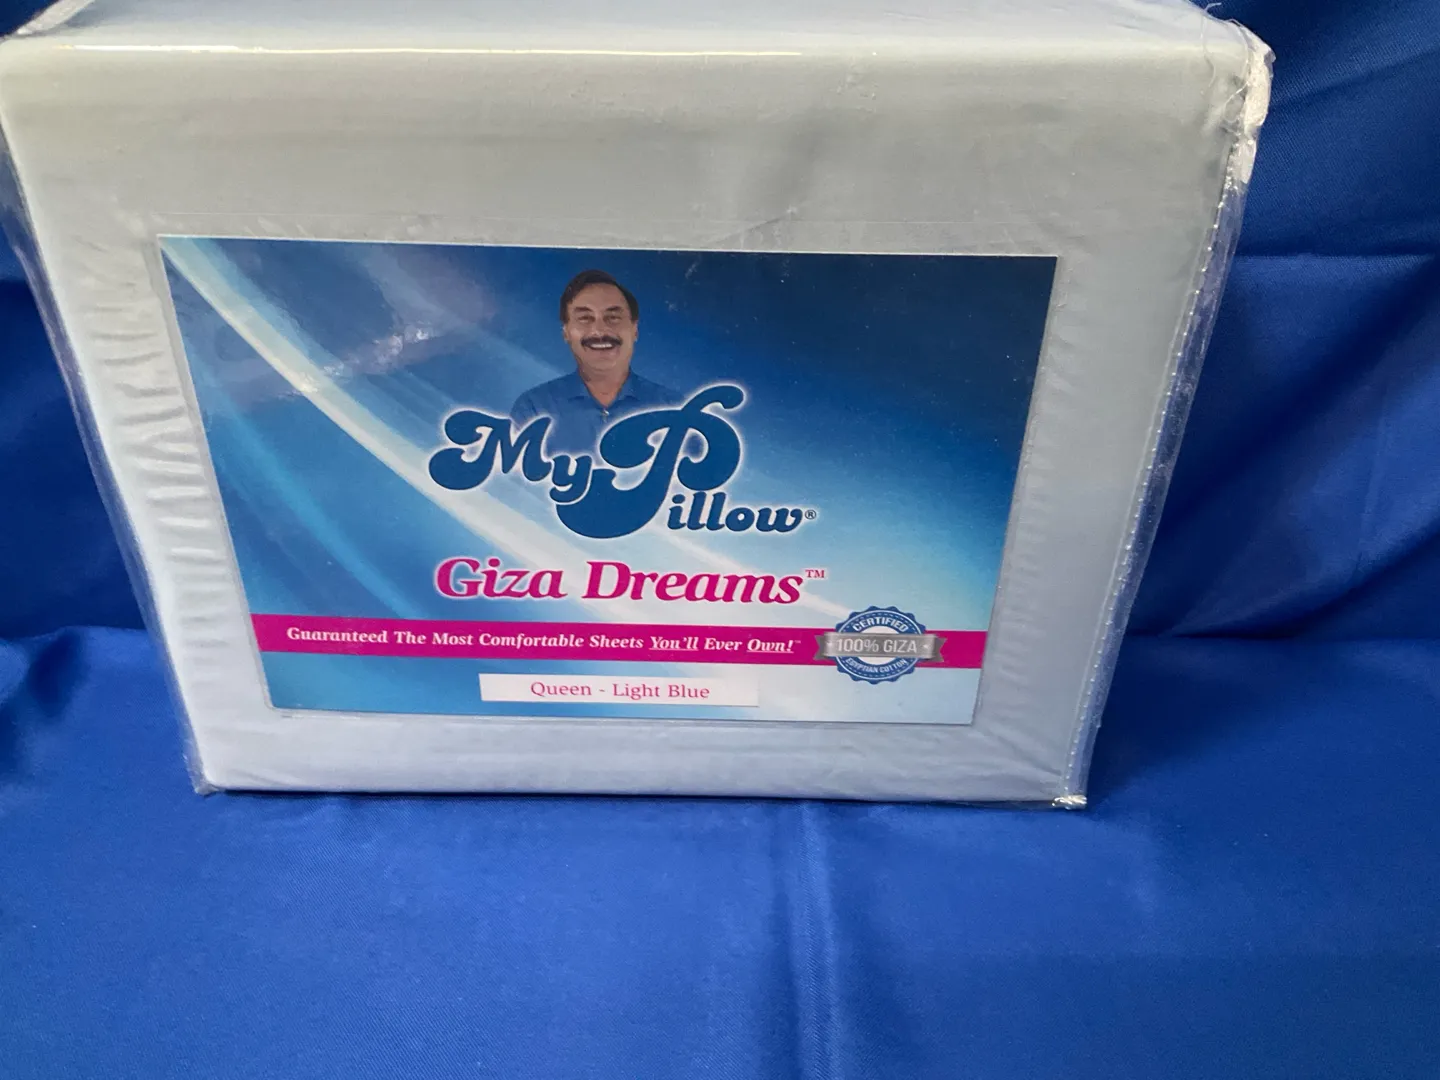 MyPillow®
Giza Dreams™
Guaranteed The Most Comfortable Sheets You'll Ever Own!™
CERTIFIED
100% GIZA
EGYPTIAN COTTON
Queen - Light Blue